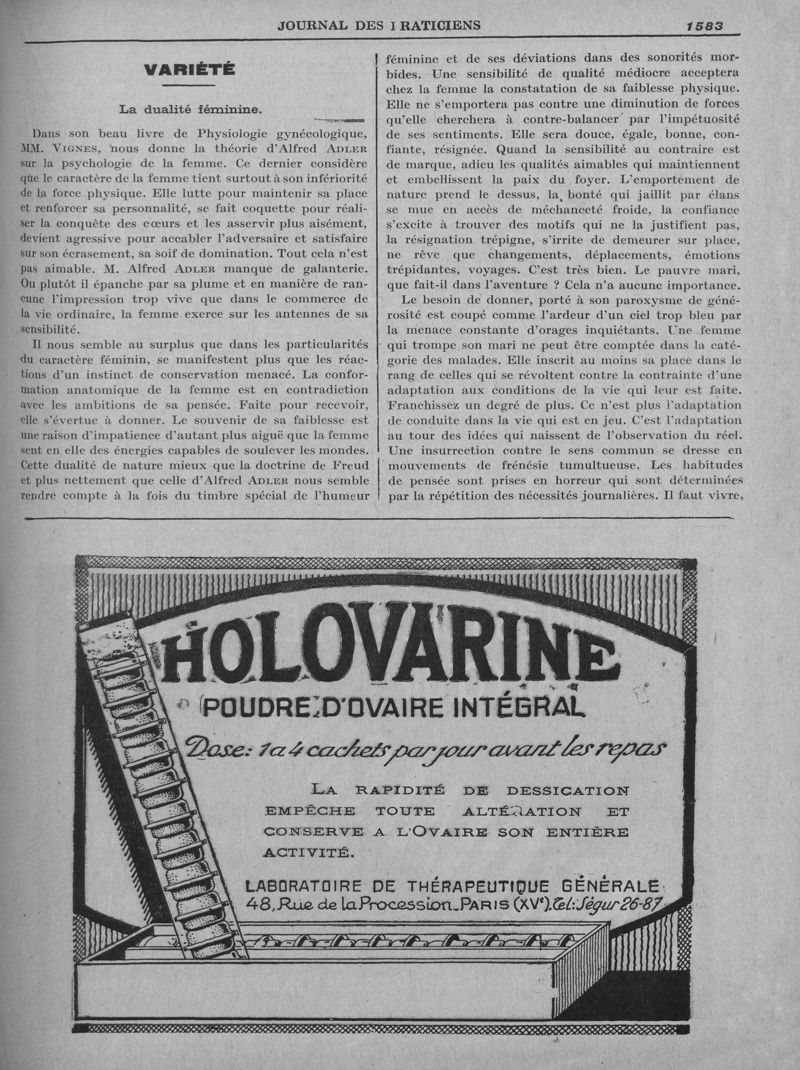 JOURNAL DES PRATICIENS
1583
VARIÉTÉ
La dualité féminine.
Dans son beau livre de Physiologie gynécologique,
MM. VIGNES, nous donne la théorie d'Alfred ADLER
sur la psychologie de la femme. Ce dernier considère
que le caractère de la femme tient surtout à son infériorité
de la force physique. Elle lutte pour maintenir sa place
et renforcer sa personnalité, se fait coquette pour réali-
ser la conquête des cœurs et les asservir plus aisément,
devient agressive pour accabler l'adversaire et satisfaire
sur son écrasement, sa soif de domination. Tout cela n'est
pas aimable. M. Alfred ADLER manque de galanterie.
Ou plutôt il épanche par sa plume et en manière de ran-
cune l'impression trop vive que dans le commerce de
la vie ordinaire, la femme exerce sur les antennes de sa
sensibilité.
Il nous semble au surplus que dans les particularités
du caractère féminin, se manifestent plus que les réac-
tions d'un instinct de conservation menacé. La confor-
mation anatomique de la femme est en contradiction
avec les ambitions de sa pensée. Faite pour recevoir,
elle s'évertue à donner. Le souvenir de sa faiblesse est
une raison d'impatience d'autant plus aiguë que la femme
sent en elle des énergies capables de soulever les mondes.
Cette dualité de nature mieux que la doctrine de Freud
et plus nettement que celle d'Alfred ADLER nous semble
rendre compte à la fois du timbre spécial de l'humeur
féminine et de ses déviations dans des sonorités mor-
bides. Une sensibilité de qualité médiocre acceptera
chez la femme la constatation de sa faiblesse physique.
Elle ne s'emportera pas contre une diminution de forces
qu'elle cherchera à contre-balancer par l'impétuosité
de ses sentiments. Elle sera douce, égale, bonne, con-
fiante, résignée. Quand la sensibilité au contraire est
de marque, adieu les qualités aimables qui maintiennent
et embellissent la paix du foyer. L'emportement de
nature prend le dessus, la bonté qui jaillit par élans
se mue en accès de méchanceté froide, la confiance
s'excite à trouver des motifs qui ne la justifient pas,
la résignation trépigne, s'irrite de demeurer sur place,
ne rêve que changements, déplacements, émotions
trépidantes, voyages. C'est très bien. Le pauvre mari,
que fait-il dans l'aventure ? Cela n'a aucune importance.
Le besoin de donner, porté à son paroxysme de géné-
rosité est coupé comme l'ardeur d'un ciel trop bleu par
la menace constante d'orages inquiétants. Une femme
qui trompe son mari ne peut être comptée dans la caté-
gorie des malades. Elle inscrit au moins sa place dans le
rang de celles qui se révoltent contre la contrainte d'une
adaptation aux conditions de la vie qui leur est faite.
Franchissez un degré de plus. Ce n'est plus l'adaptation
de conduite dans la vie qui est en jeu. C'est l'adaptation
au tour des idées qui naissent de l'observation du réel.
Une insurrection contre le sens commun se dresse en
mouvements de frénésie tumultueuse. Les habitudes
de pensée sont prises en horreur qui sont déterminées
par la répétition des nécessités journalières. Il faut vivre,
HOLOVARINE
POUDRE D'OVAIRE INTÉGRAL
Dose: 1 a 4 cachets par jour avant les repas
LA RAPIDITÉ DE DESSICATION
EMPÊCHE TOUTE ALTÉRATION ET
CONSERVE A L'OVAIRE SON ENTIÈRE
ACTIVITÉ.
LABORATOIRE DE THÉRAPEUTIQUE GÉNÉRALE
48, Rue de la Procession_PARIS (XVe). Tel: Ségur 26-87